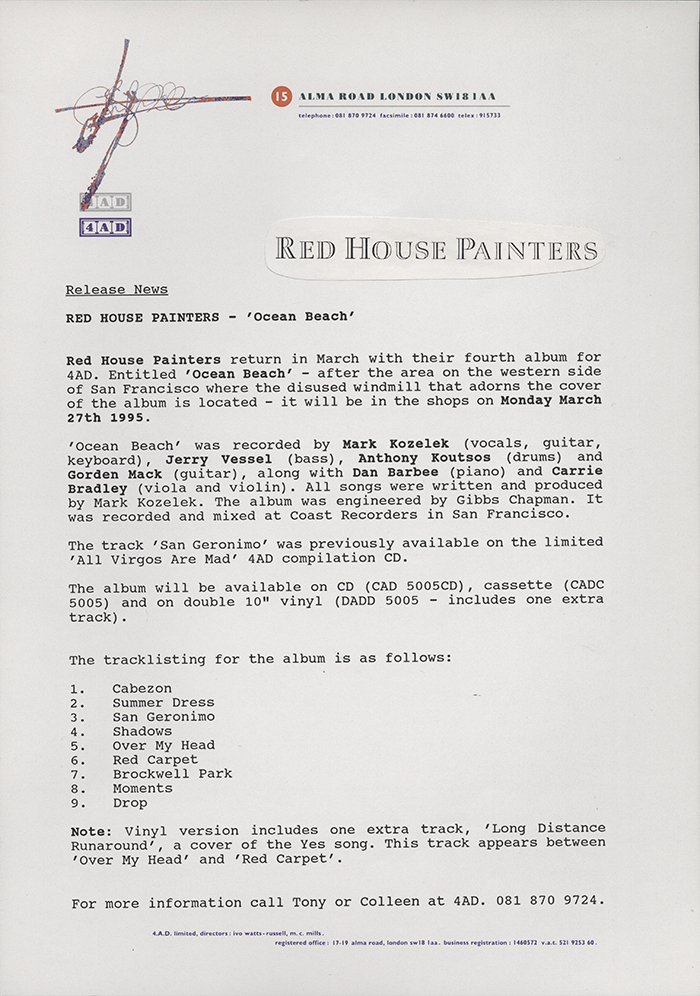 15 ALMA ROAD LONDON SW18 1AA
telephone: 081 870 9724 facsimile: 081 874 6600 telex: 915733
4AD
4AD
RED HOUSE PAINTERS
Release News
RED HOUSE PAINTERS - 'Ocean Beach'
Red House Painters return in March with their fourth album for
4AD. Entitled 'Ocean Beach' - after the area on the western side
of San Francisco where the disused windmill that adorns the cover
of the album is located - it will be in the shops on Monday March
27th 1995.
'Ocean Beach' was recorded by Mark Kozelek (vocals, guitar,
keyboard), Jerry Vessel (bass), Anthony Koutsos (drums) and
Gorden Mack (guitar), along with Dan Barbee (piano) and Carrie
Bradley (viola and violin). All songs were written and produced
by Mark Kozelek. The album was engineered by Gibbs Chapman. It
was recorded and mixed at Coast Recorders in San Francisco.
The track 'San Geronimo' was previously available on the limited
'All Virgos Are Mad' 4AD compilation CD.
The album will be available on CD (CAD 5005CD), cassette (CADC
5005) and on double 10" vinyl (DADD 5005 - includes one extra
track).
The tracklisting for the album is as follows:
1. Cabezon
2. Summer Dress
3. San Geronimo
4. Shadows
5. Over My Head
6. Red Carpet
7. Brockwell Park
8. Moments
9. Drop
Note: Vinyl version includes one extra track, 'Long Distance
Runaround', a cover of the Yes song. This track appears between
'Over My Head' and 'Red Carpet'.
For more information call Tony or Colleen at 4AD. 081 870 9724.
4.A.D. limited, directors: ivo watts-russell, m. c. mills.
registered office: 17-19 alma road, london sw18 1aa. business registration: 1460572 v.a.t. 521 9253 60.